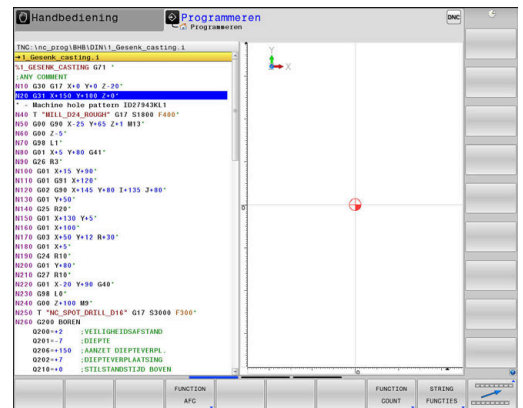 Handbediening
Programmeren
Programmeren
DNC
TNC:\nc_prog\BHB\DIN\1_Gesenk_casting.i
→1_Gesenk_casting.i
%1_GESENK_CASTING G71 *
;ANY COMMENT
N10 G30 G17 X+0 Y+0 Z-20*
N20 G31 X+150 Y+100 Z+0*
* - Machine hole pattern ID27943KL1
N40 T "MILL_D24_ROUGH" G17 S1800 F400*
N50 G00 G90 X-25 Y+65 Z+1 M13*
N60 G00 Z-5*
N70 G98 L1*
N80 G01 X+5 Y+80 G41*
N90 G26 R3*
N100 G01 X+15 Y+90*
N110 G01 G91 X+120*
N120 G02 G90 X+145 Y+80 I+135 J+80*
N130 G01 Y+50*
N140 G25 R20*
N150 G01 X+130 Y+5*
N160 G01 X+100*
N170 G03 X+50 Y+12 R+30*
N180 G01 X+5*
N190 G24 R10*
N200 G01 Y+80*
N210 G27 R10*
N220 G01 X-20 Y+90 G40*
N230 G98 L0*
N240 G00 Z+100 M9*
N250 T "NC_SPOT_DRILL_D16" G17 S3000 F300*
N260 G200 BOREN
Q200=+2 ;VEILIGHEIDSAFSTAND
Q201=-7 ;DIEPTE
Q206=+150 ;AANZET DIEPTEVERPL.
Q202=+7 ;DIEPTEVERPLAATSING
Q210=+0 ;STILSTANDSTIJD BOVEN
Y
X
0
0
FUNCTION
AFC
FUNCTION
COUNT
STRING
FUNCTIES